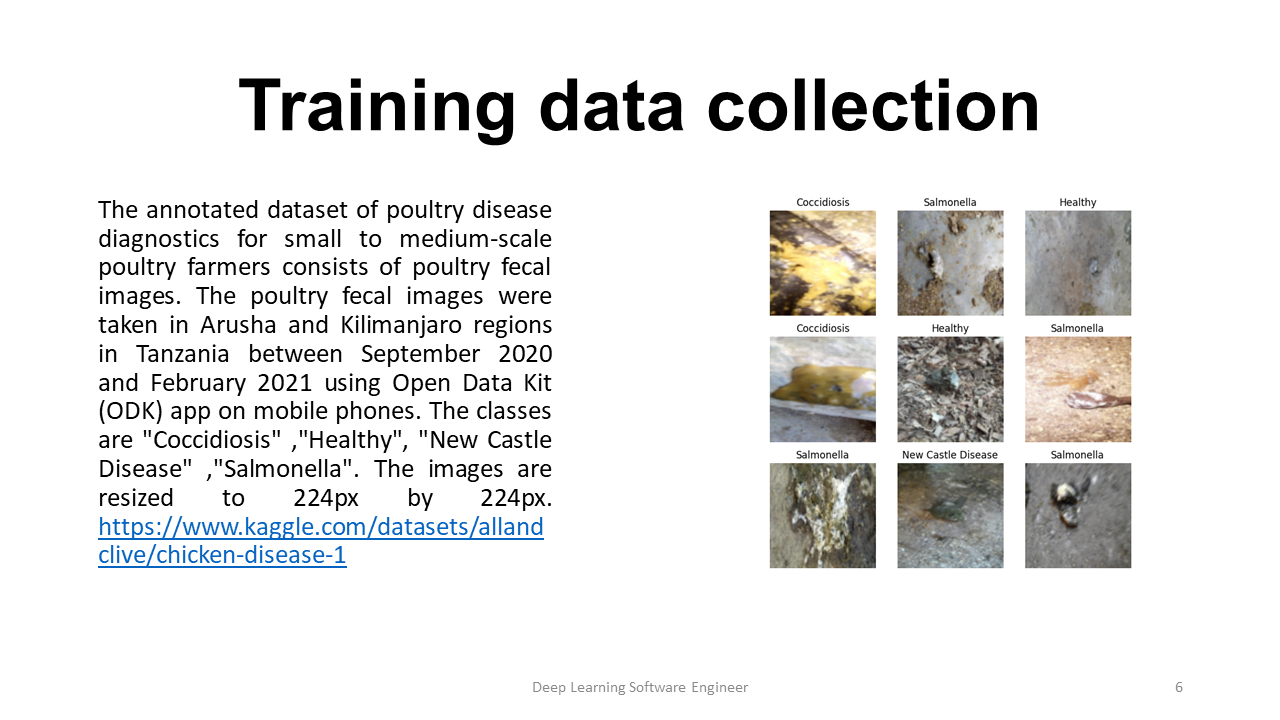 Training data collection
The annotated dataset of poultry disease
diagnostics for small to medium-scale
poultry farmers consists of poultry fecal
images. The poultry fecal images were
taken in Arusha and Kilimanjaro regions
in Tanzania between September 2020
and February 2021 using Open Data Kit
(ODK) app on mobile phones. The classes
are "Coccidiosis" ,"Healthy", "New Castle
Disease" ,"Salmonella". The images are
resized to 224px by 224px.
https://www.kaggle.com/datasets/alland
clive/chicken-disease-1
Coccidiosis Salmonella Healthy
Coccidiosis Healthy Salmonella
Salmonella New Castle Disease Salmonella
Deep Learning Software Engineer 6